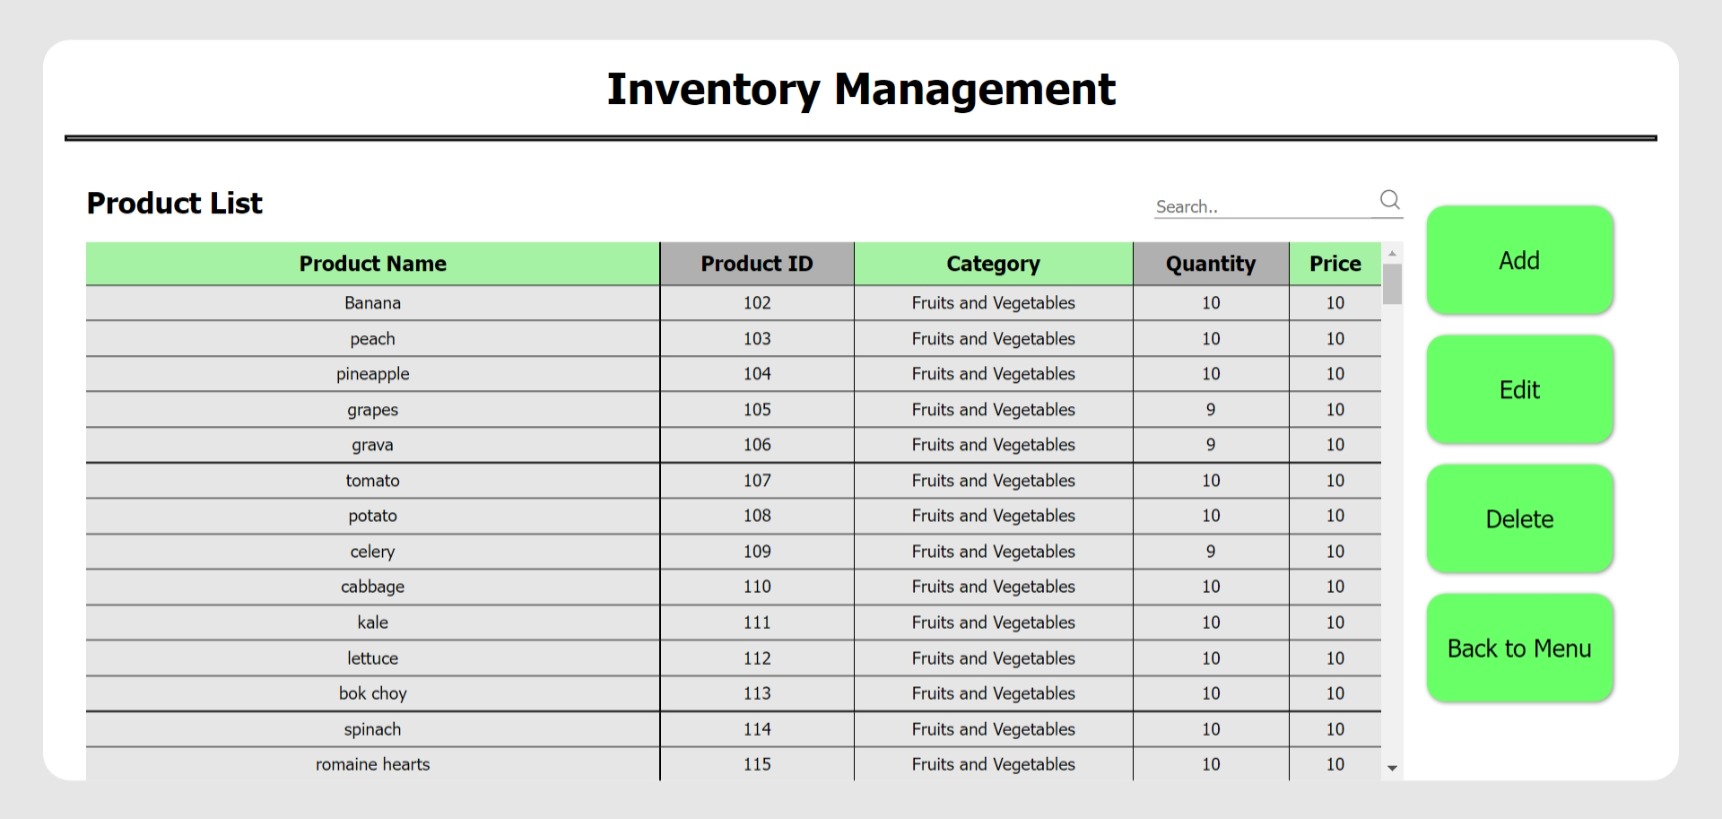 Inventory Management
Product List
Search..
Product Name Product ID Category Quantity Price
Banana 102 Fruits and Vegetables 10 10
peach 103 Fruits and Vegetables 10 10
pineapple 104 Fruits and Vegetables 10 10
grapes 105 Fruits and Vegetables 9 10
grava 106 Fruits and Vegetables 9 10
tomato 107 Fruits and Vegetables 10 10
potato 108 Fruits and Vegetables 10 10
celery 109 Fruits and Vegetables 9 10
cabbage 110 Fruits and Vegetables 10 10
kale 111 Fruits and Vegetables 10 10
lettuce 112 Fruits and Vegetables 10 10
bok choy 113 Fruits and Vegetables 10 10
spinach 114 Fruits and Vegetables 10 10
romaine hearts 115 Fruits and Vegetables 10 10
Add
Edit
Delete
Back to Menu